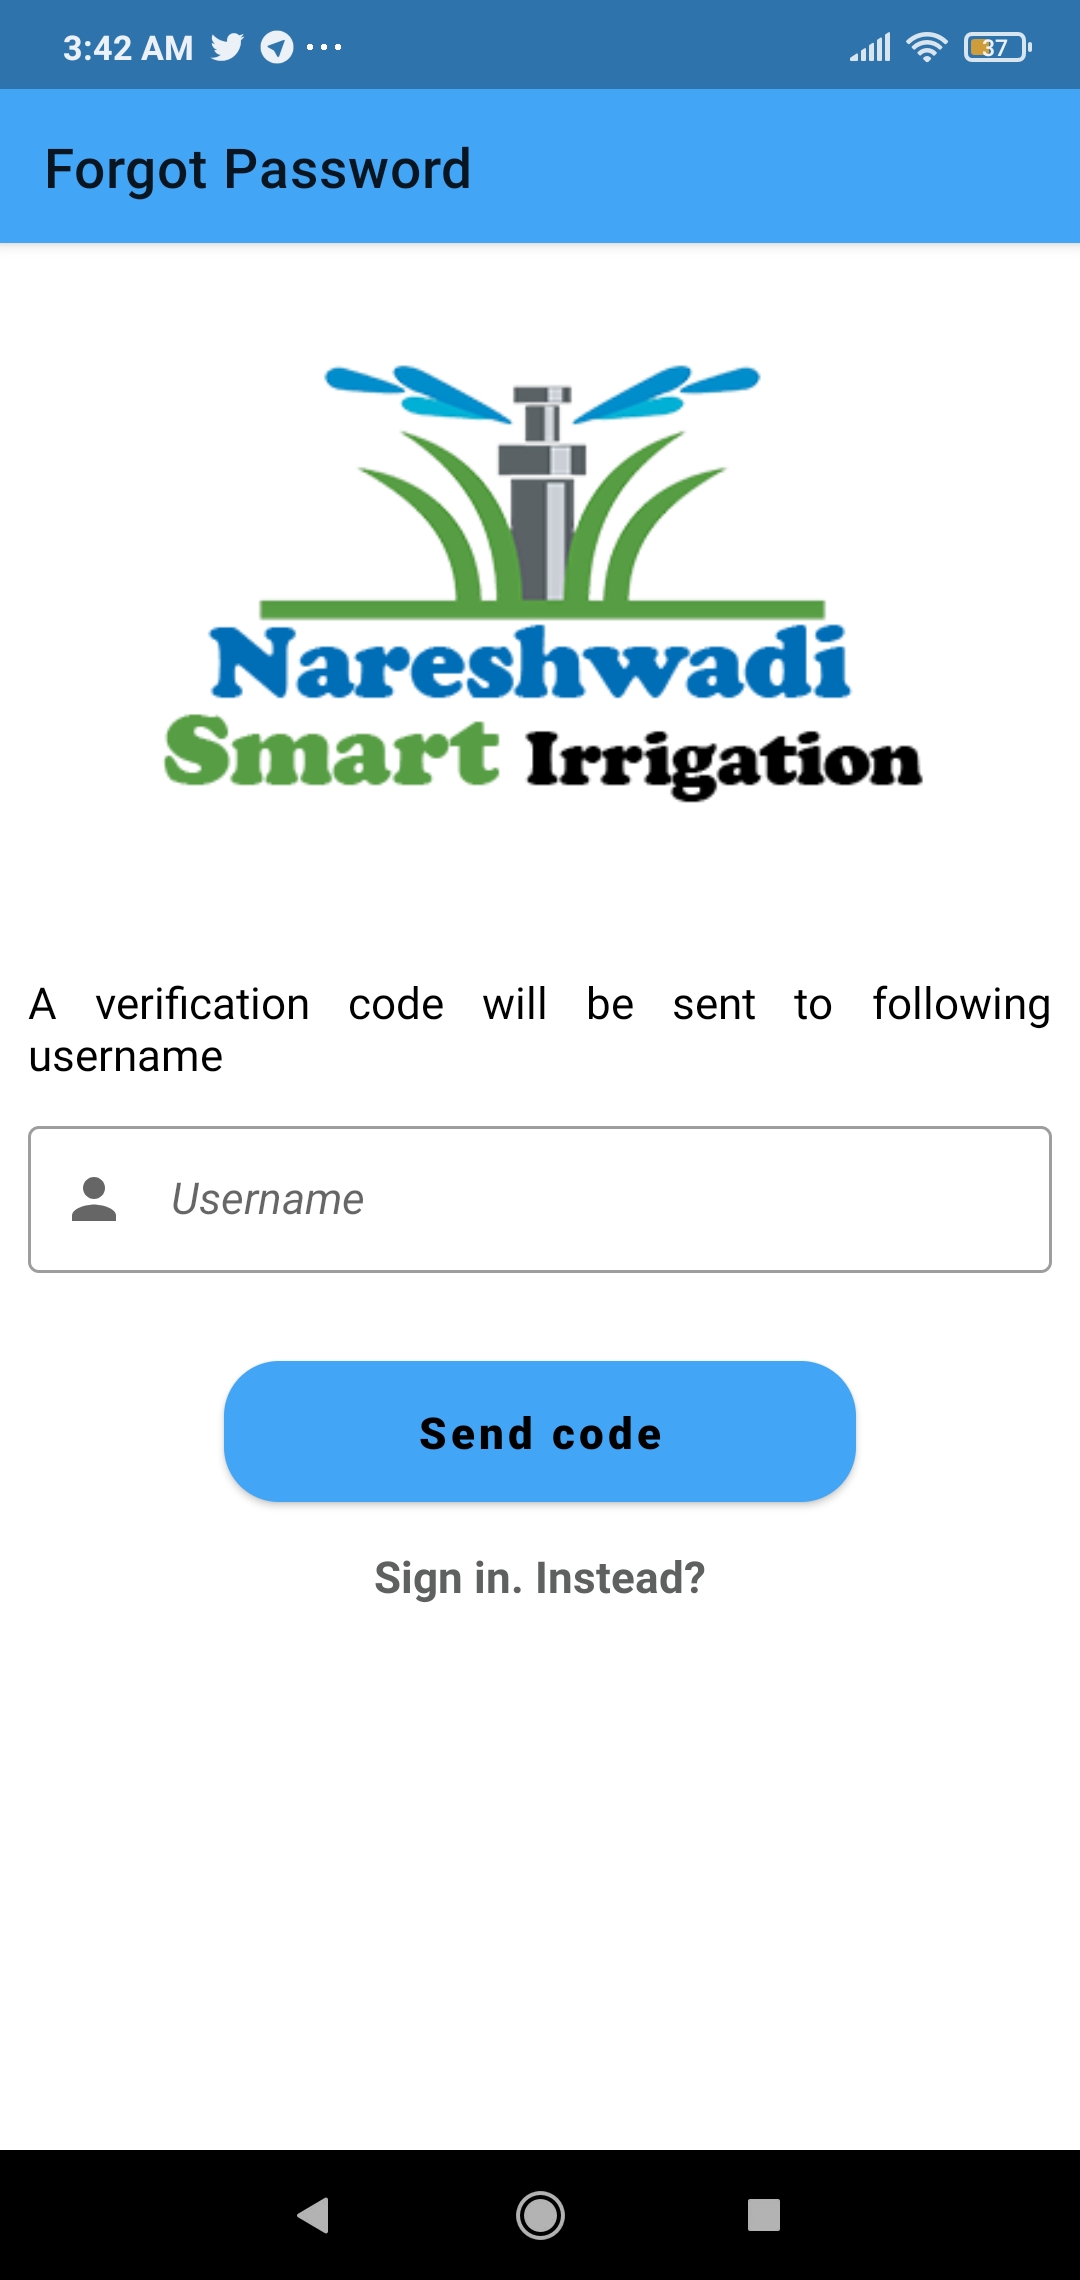 3:42 AM
37
Forgot Password
Nareshwadi
Smart Irrigation
A verification code will be sent to following
username
Username
Send code
Sign in. Instead?